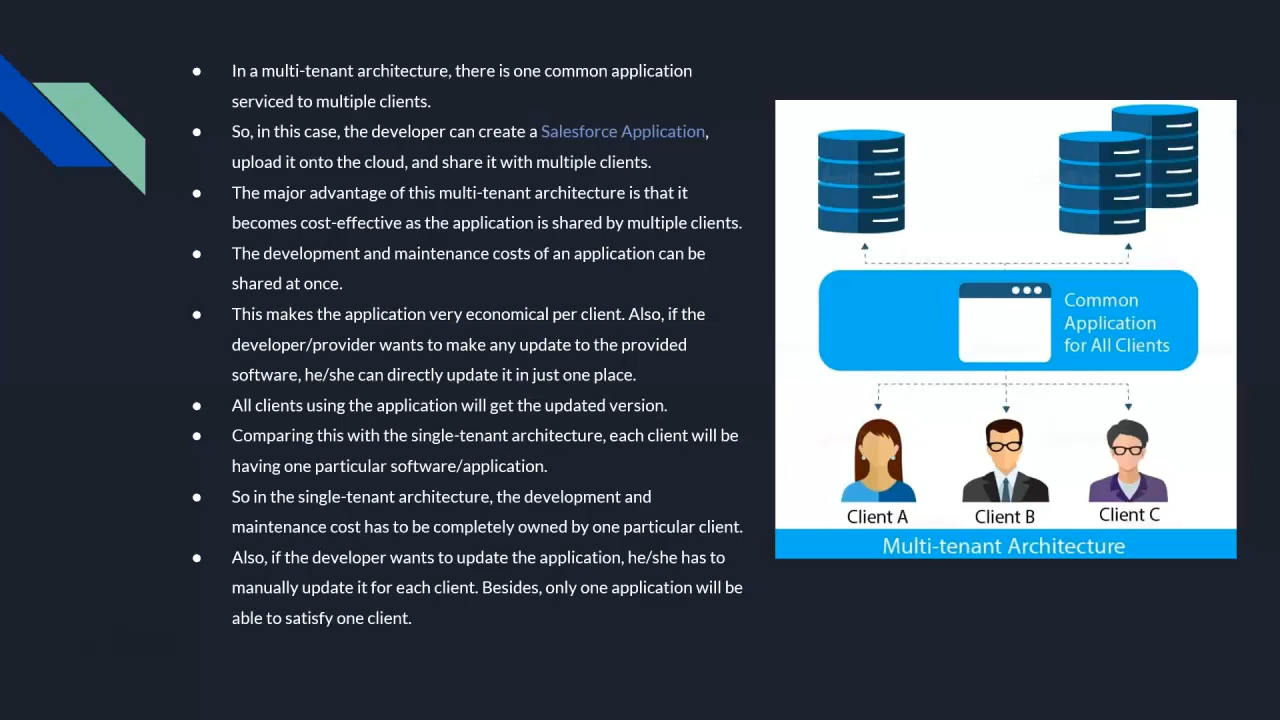 ● In a multi-tenant architecture, there is one common application
serviced to multiple clients.
● So, in this case, the developer can create a Salesforce Application,
upload it onto the cloud, and share it with multiple clients.
● The major advantage of this multi-tenant architecture is that it
becomes cost-effective as the application is shared by multiple clients.
● The development and maintenance costs of an application can be
shared at once.
● This makes the application very economical per client. Also, if the
developer/provider wants to make any update to the provided
software, he/she can directly update it in just one place.
● All clients using the application will get the updated version.
● Comparing this with the single-tenant architecture, each client will be
having one particular software/application.
● So in the single-tenant architecture, the development and
maintenance cost has to be completely owned by one particular client.
● Also, if the developer wants to update the application, he/she has to
manually update it for each client. Besides, only one application will be
able to satisfy one client.
Common
Application
for All Clients
Client A
Client B
Client C
Multi-tenant Architecture